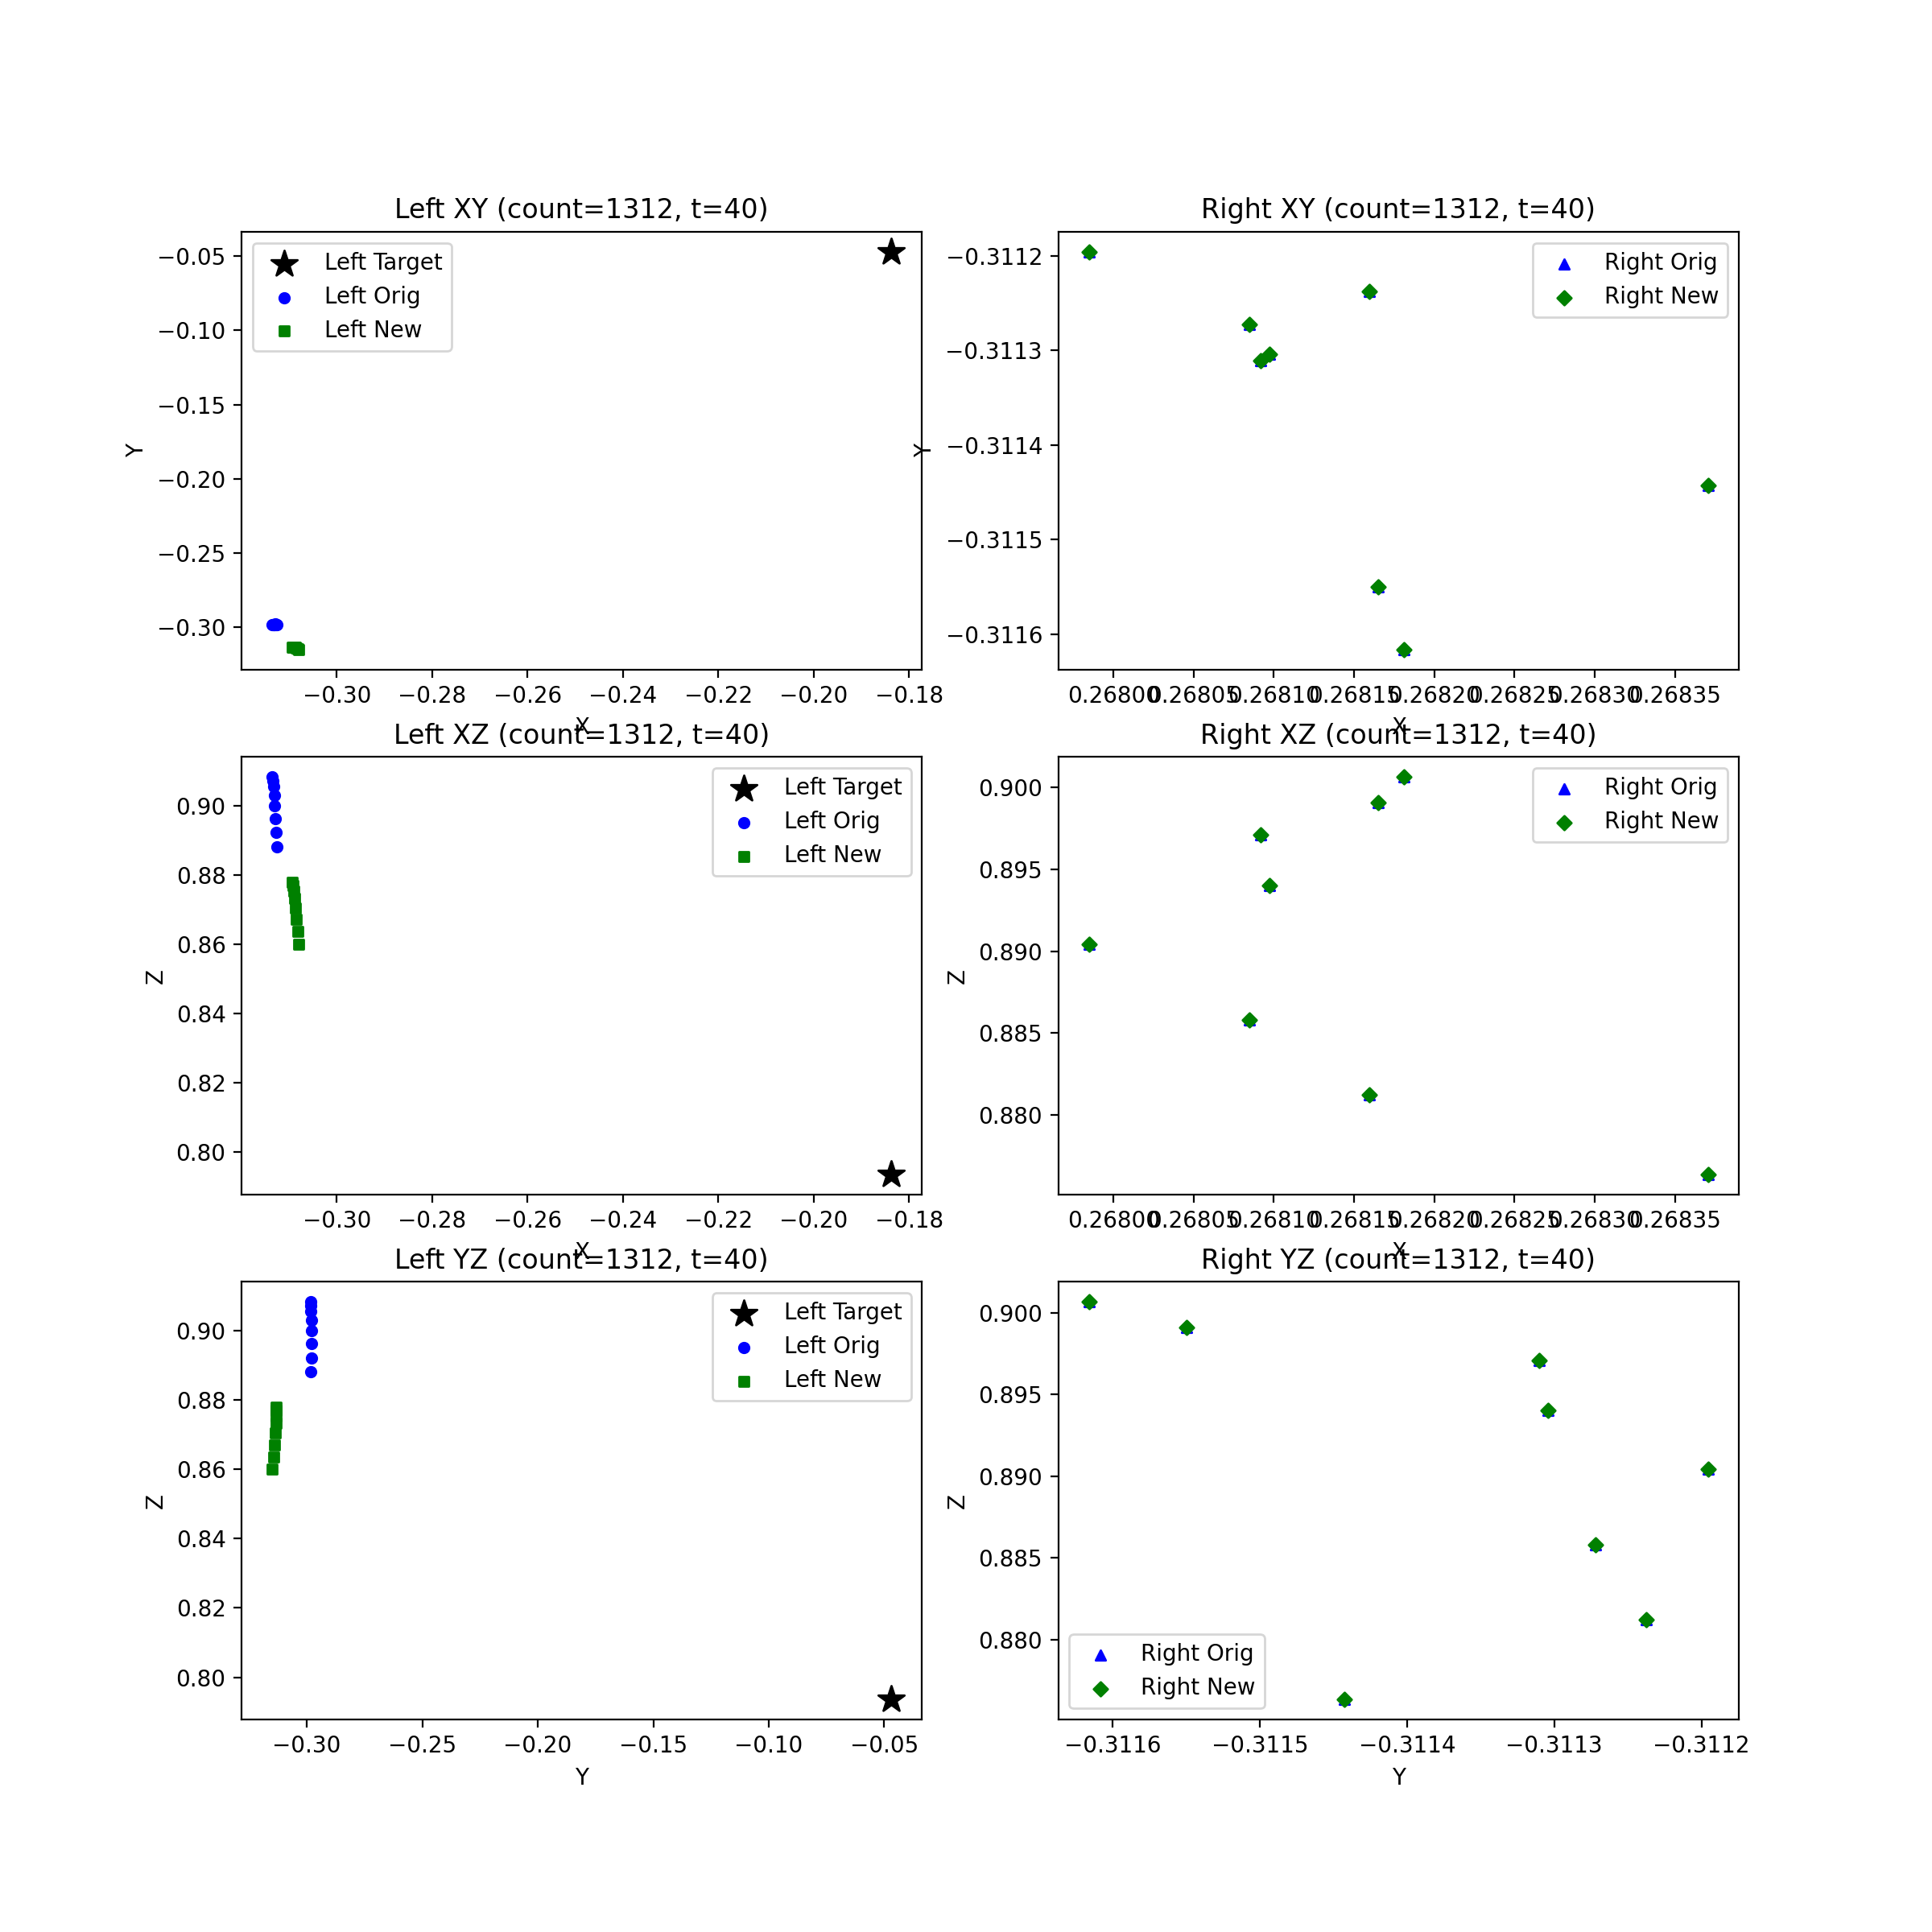 Left XY (count=1312, t=40)
Left Target
Left Orig
Left New
−0.05
−0.10
−0.15
−0.20
−0.25
−0.30
Y
−0.30 −0.28 −0.26 −0.24 −0.22 −0.20 −0.18
X
Right XY (count=1312, t=40)
Right Orig
Right New
−0.3112
−0.3113
−0.3114
−0.3115
−0.3116
Y
0.26800 0.26805 0.26810 0.26815 0.26820 0.26825 0.26830 0.26835
X
Left XZ (count=1312, t=40)
Left Target
Left Orig
Left New
0.90
0.88
0.86
0.84
0.82
0.80
Z
−0.30 −0.28 −0.26 −0.24 −0.22 −0.20 −0.18
X
Right XZ (count=1312, t=40)
Right Orig
Right New
0.900
0.895
0.890
0.885
0.880
Z
0.26800 0.26805 0.26810 0.26815 0.26820 0.26825 0.26830 0.26835
X
Left YZ (count=1312, t=40)
Left Target
Left Orig
Left New
0.90
0.88
0.86
0.84
0.82
0.80
Z
−0.30 −0.25 −0.20 −0.15 −0.10 −0.05
Y
Right YZ (count=1312, t=40)
0.900
0.895
0.890
0.885
0.880
Z
Right Orig
Right New
−0.3116 −0.3115 −0.3114 −0.3113 −0.3112
Y